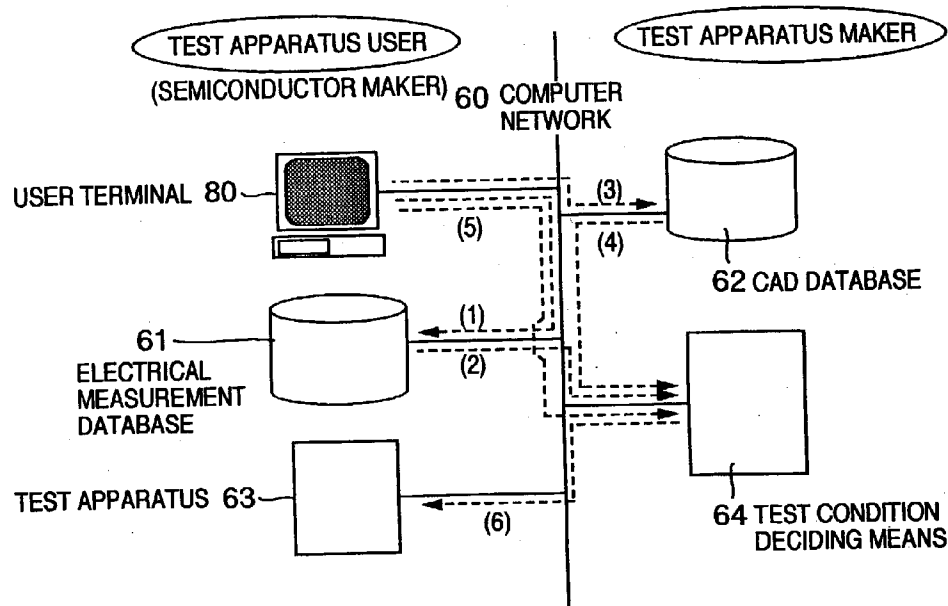 TEST APPARATUS USER
(SEMICONDUCTOR MAKER)
TEST APPARATUS MAKER
60 COMPUTER
NETWORK
USER TERMINAL 80
(3)
(4)
(5)
62 CAD DATABASE
61
ELECTRICAL
MEASUREMENT
DATABASE
(1)
(2)
TEST APPARATUS 63
(6)
64 TEST CONDITION
DECIDING MEANS